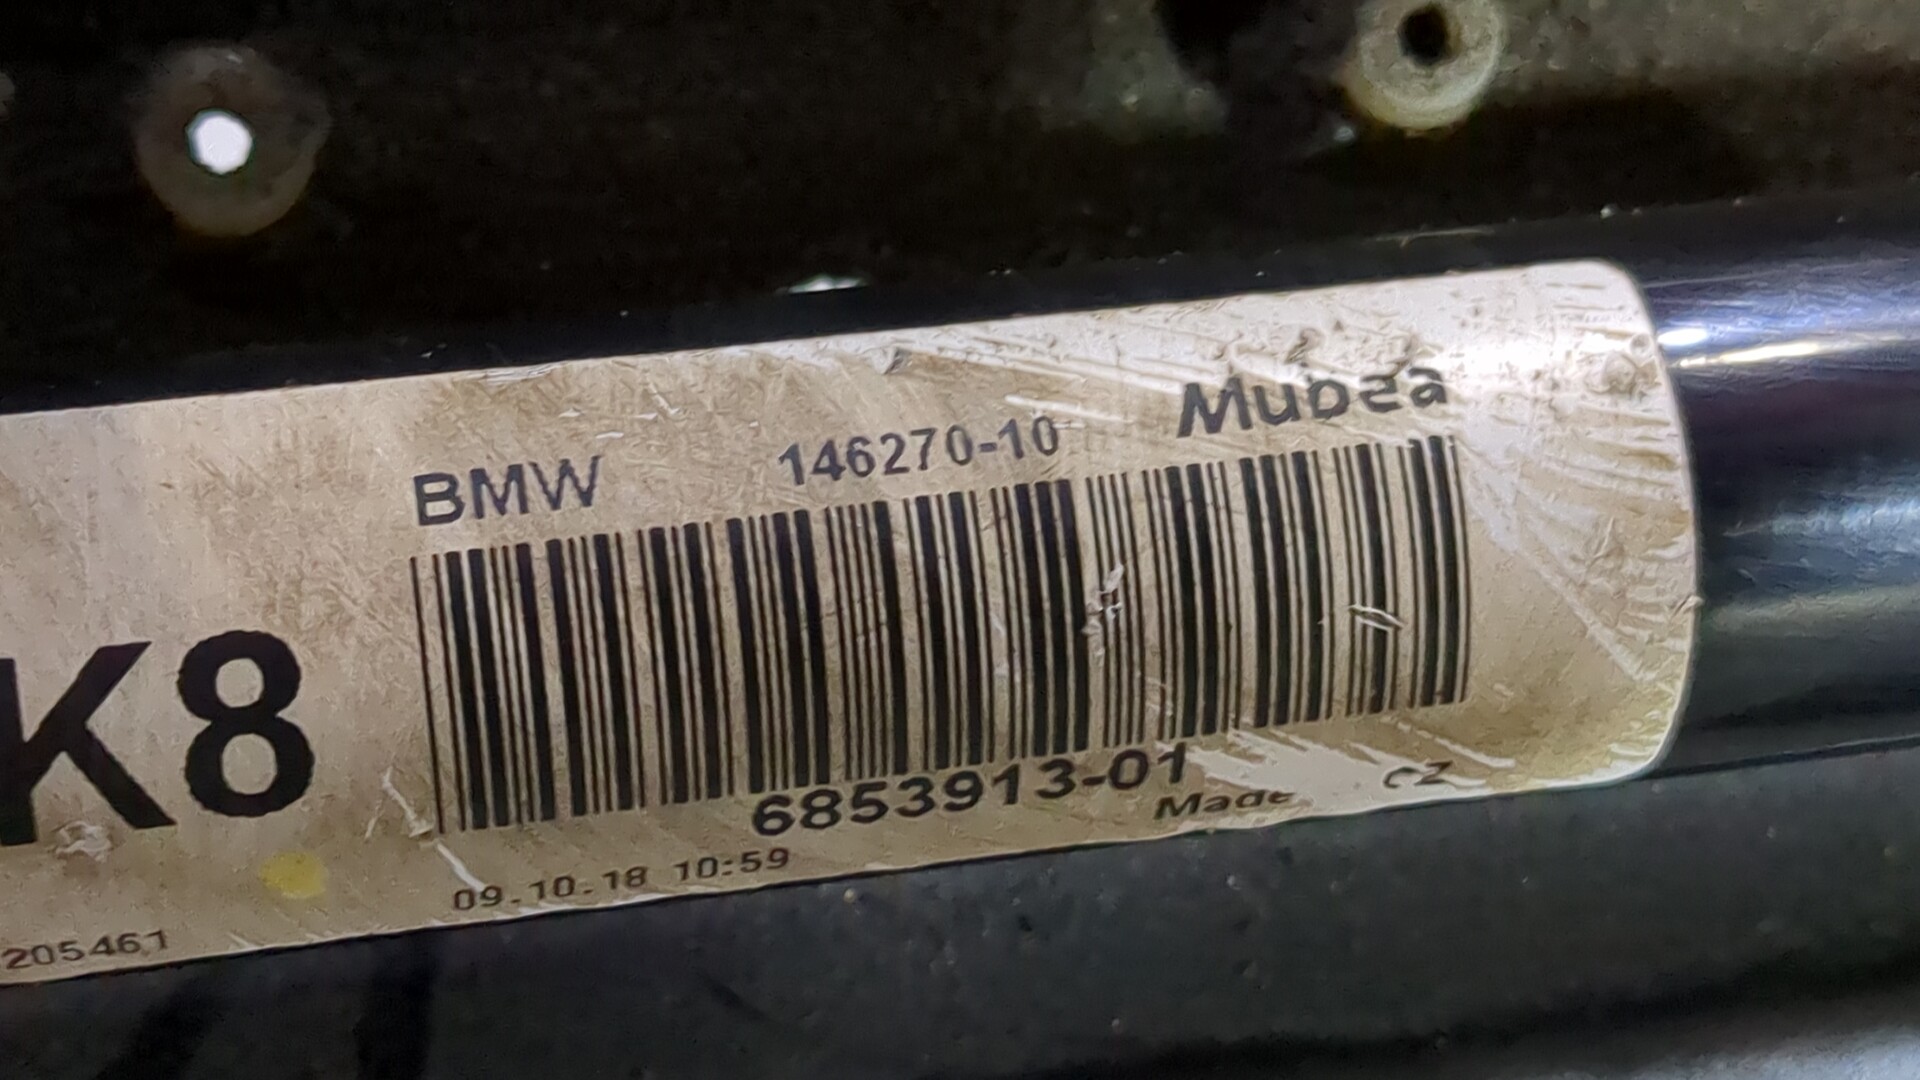 BMW 146270-10 Mubea
K8
6853913-01
Made CZ
09.10.18 10:59
205461